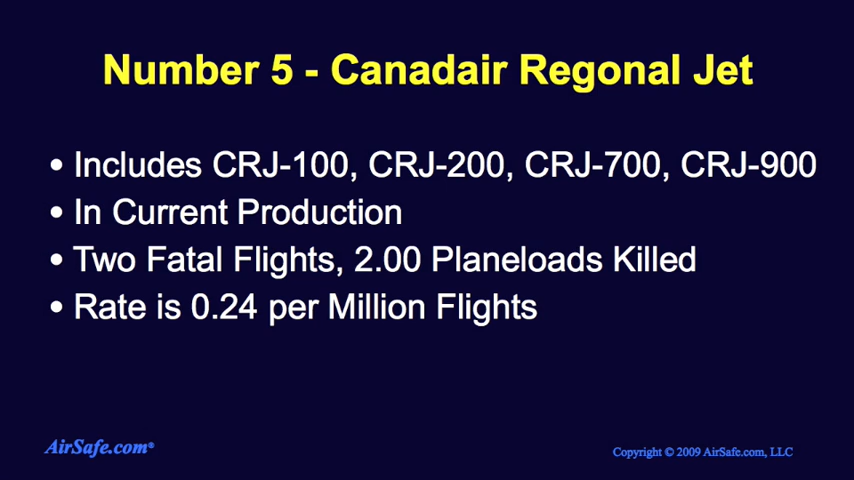 Number 5 - Canadair Regonal Jet
• Includes CRJ-100, CRJ-200, CRJ-700, CRJ-900
• In Current Production
• Two Fatal Flights, 2.00 Planeloads Killed
• Rate is 0.24 per Million Flights
AirSafe.com®
Copyright © 2009 AirSafe.com, LLC